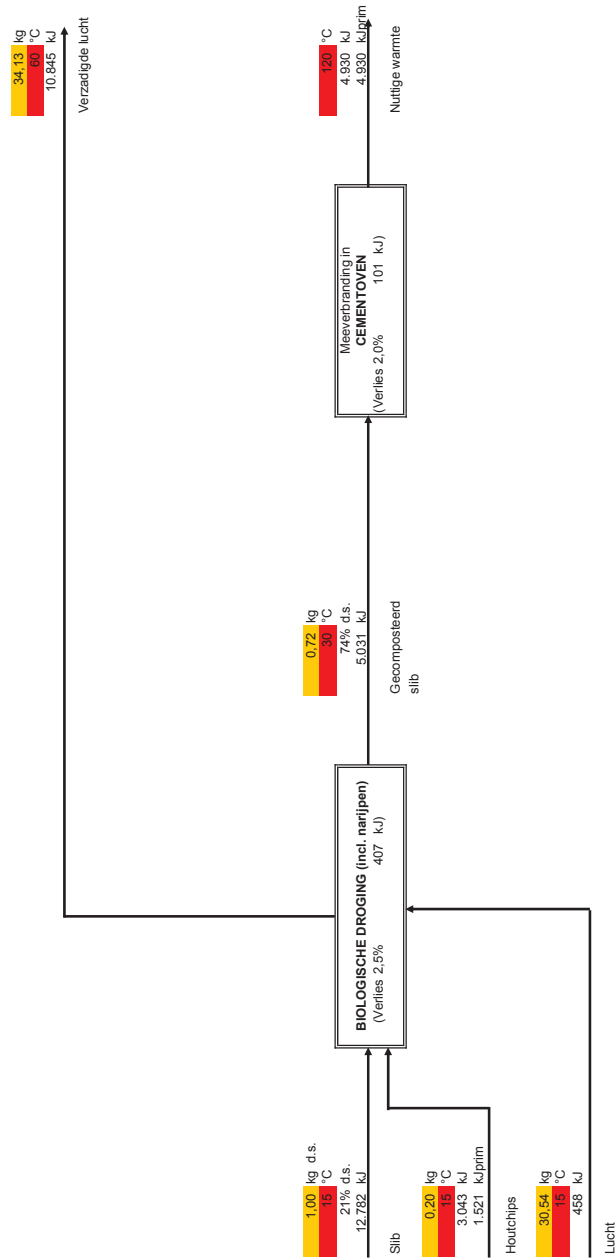 34,13 kg
60 °C
10.845 kJ
Verzadigde lucht
1,00 kg d.s.
15 °C
21% d.s.
12.782 kJ
Slib
0,20 kg
15 °C
3.043 kJ
1.521 kJprim
Houtchips
30,54 kg
15 °C
458 kJ
Lucht
BIOLOGISCHE DROGING (incl. narijpen)
(Verlies 2,5% 407 kJ)
0,72 kg
30 °C
74% d.s.
5.031 kJ
Gecomposteerd
slib
Meeverbranding in
CEMENTOVEN
(Verlies 2,0% 101 kJ)
120 °C
4.930 kJ
4.930 kJprim
Nuttige warmte